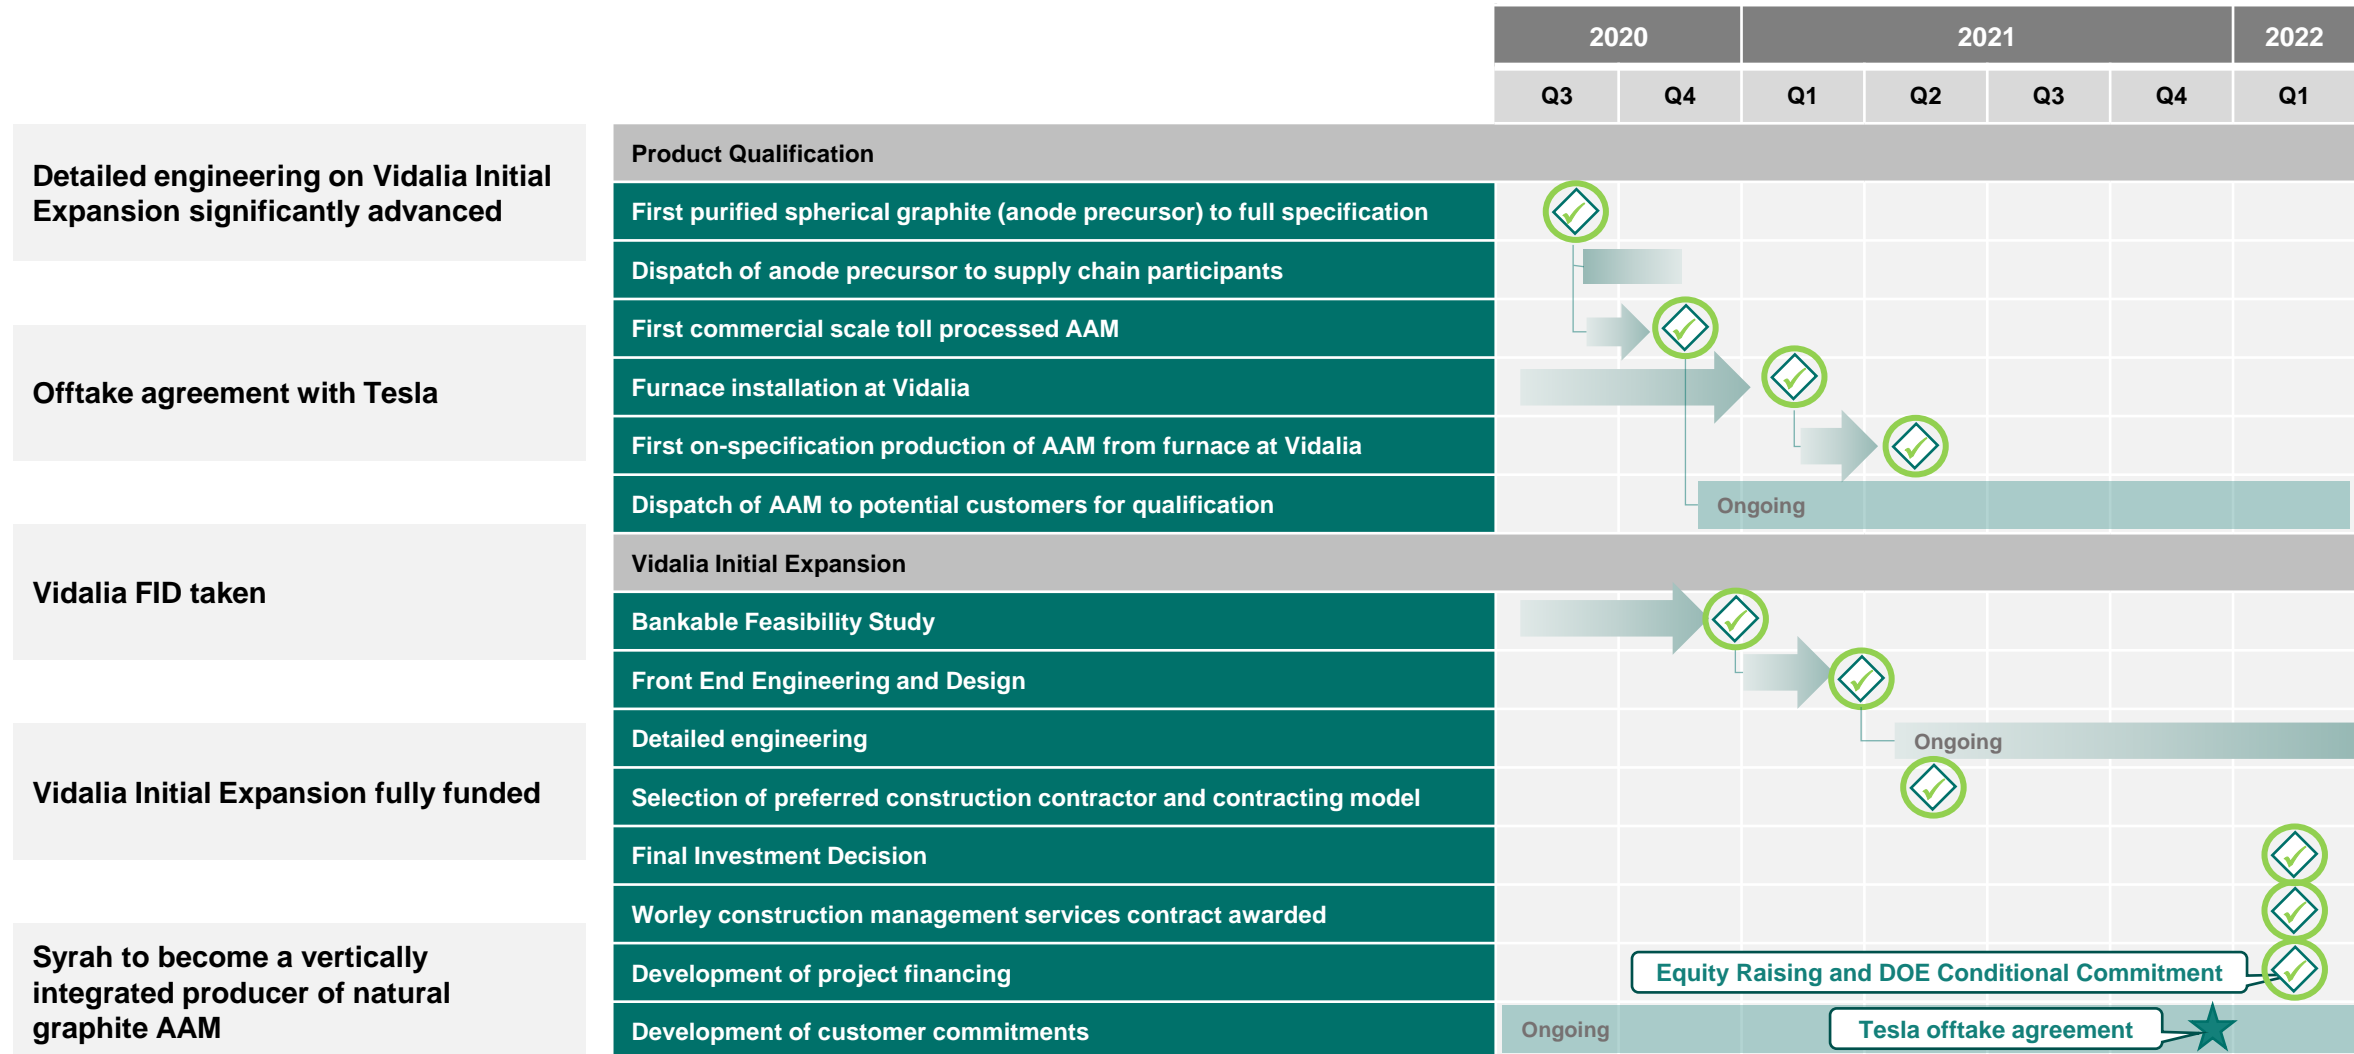 2020
2021
2022
Q3
Q4
Q1
Q2
Q3
Q4
Q1
Detailed engineering on Vidalia Initial
Expansion significantly advanced
Offtake agreement with Tesla
Vidalia FID taken
Vidalia Initial Expansion fully funded
Syrah to become a vertically
integrated producer of natural
graphite AAM
Product Qualification
First purified spherical graphite (anode precursor) to full specification
Dispatch of anode precursor to supply chain participants
First commercial scale toll processed AAM
Furnace installation at Vidalia
First on-specification production of AAM from furnace at Vidalia
Dispatch of AAM to potential customers for qualification
Ongoing
Vidalia Initial Expansion
Bankable Feasibility Study
Front End Engineering and Design
Detailed engineering
Ongoing
Selection of preferred construction contractor and contracting model
Final Investment Decision
Worley construction management services contract awarded
Development of project financing
Equity Raising and DOE Conditional Commitment
Development of customer commitments
Ongoing
Tesla offtake agreement